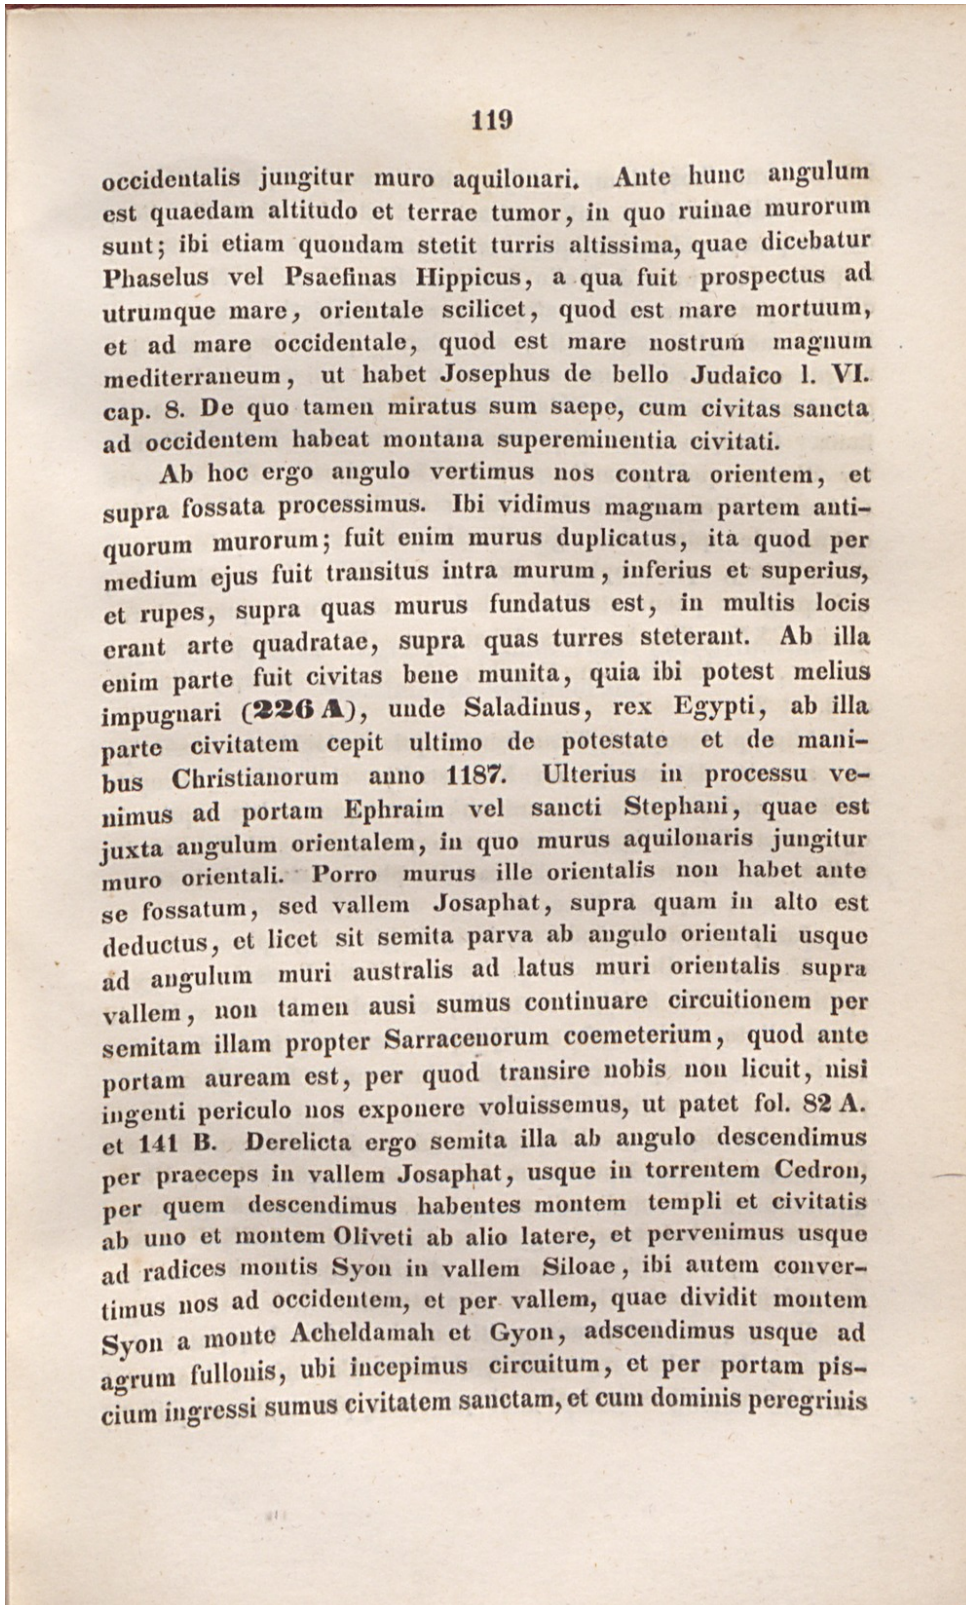 119
occidentalis jungitur muro aquilonari. Ante hunc angulum
est quaedam altitudo et terrae tumor, in quo ruinae murorum
sunt; ibi etiam quondam stetit turris altissima, quae dicebatur
Phaselus vel Psaefinas Hippicus, a qua fuit prospectus ad
utrumque mare, orientale scilicet, quod est mare mortuum,
et ad mare occidentale, quod est mare nostrum magnum
mediterraneum, ut habet Josephus de bello Judaico l. VI.
cap. 8. De quo tamen miratus sum saepe, cum civitas sancta
ad occidentem habeat montana supereminentia civitati.
Ab hoc ergo angulo vertimus nos contra orientem, et
supra fossata processimus. Ibi vidimus magnam partem anti-
quorum murorum; fuit enim murus duplicatus, ita quod per
medium ejus fuit transitus intra murum, inferius et superius,
et rupes, supra quas murus fundatus est, in multis locis
erant arte quadratae, supra quas turres steterant. Ab illa
enim parte fuit civitas bene munita, quia ibi potest melius
impugnari (226 A), unde Saladinus, rex Egypti, ab illa
parte civitatem cepit ultimo de potestate et de mani-
bus Christianorum anno 1187. Ulterius in processu ve-
nimus ad portam Ephraim vel sancti Stephani, quae est
juxta angulum orientalem, in quo murus aquilonaris jungitur
muro orientali. Porro murus ille orientalis non habet ante
se fossatum, sed vallem Josaphat, supra quam in alto est
deductus, et licet sit semita parva ab angulo orientali usque
ad angulum muri australis ad latus muri orientalis supra
vallem, non tamen ausi sumus continuare circuitionem per
semitam illam propter Sarracenorum coemeterium, quod ante
portam auream est, per quod transire nobis non licuit, nisi
ingenti periculo nos exponere voluissemus, ut patet fol. 82 A.
et 141 B. Derelicta ergo semita illa ab angulo descendimus
per praeceps in vallem Josaphat, usque in torrentem Cedron,
per quem descendimus habentes montem templi et civitatis
ab uno et montem Oliveti ab alio latere, et pervenimus usque
ad radices montis Syon in vallem Siloae, ibi autem conver-
timus nos ad occidentem, et per vallem, quae dividit montem
Syon a monte Acheldamah et Gyon, adscendimus usque ad
agrum fullonis, ubi incepimus circuitum, et per portam pis-
cium ingressi sumus civitatem sanctam, et cum dominis peregrinis